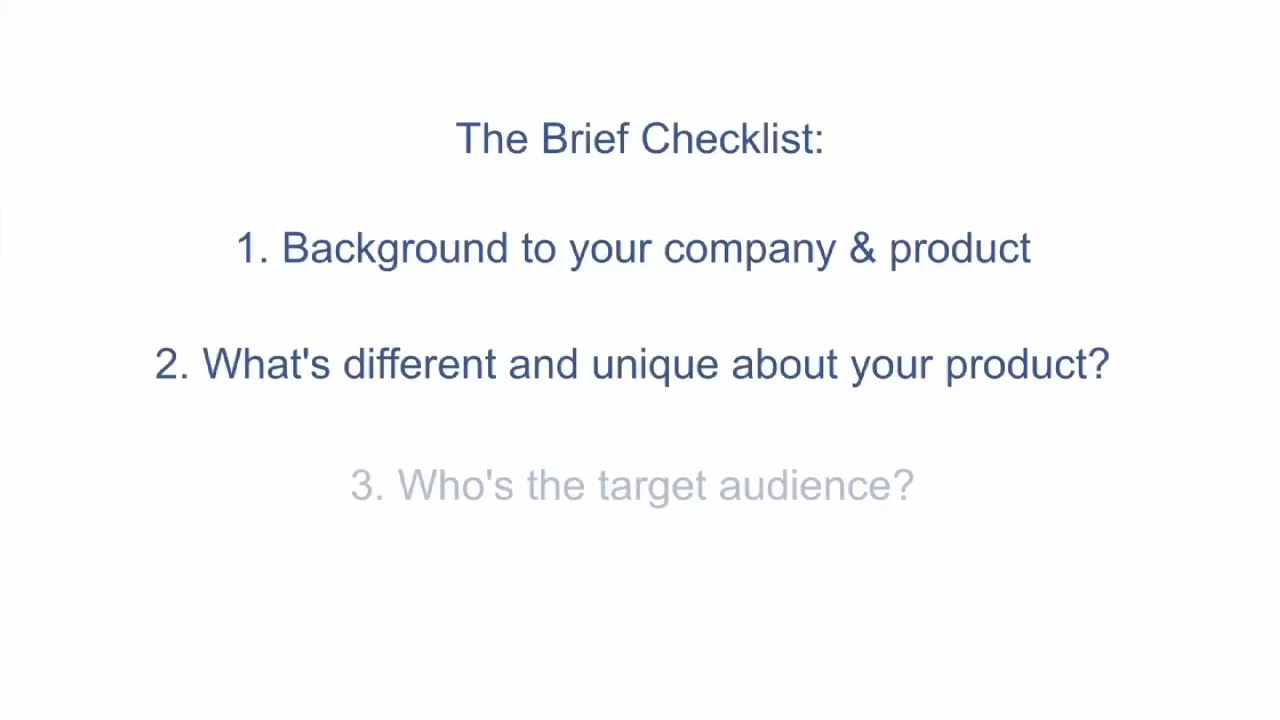 The Brief Checklist:
1. Background to your company & product
2. What's different and unique about your product?
3. Who's the target audience?